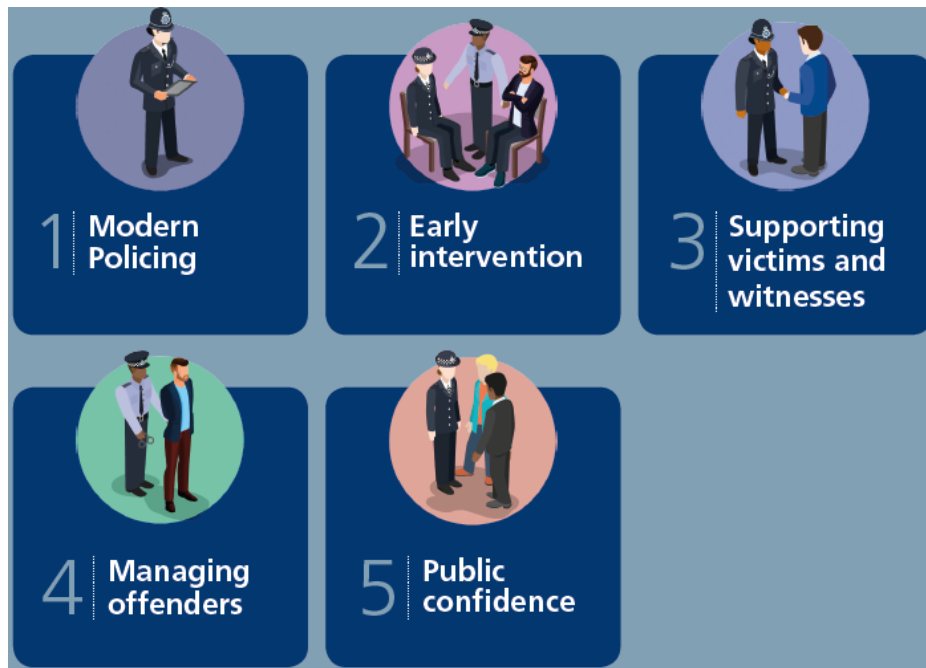 1 Modern
Policing
2 Early
intervention
3 Supporting
victims and
witnesses
4 Managing
offenders
5 Public
confidence